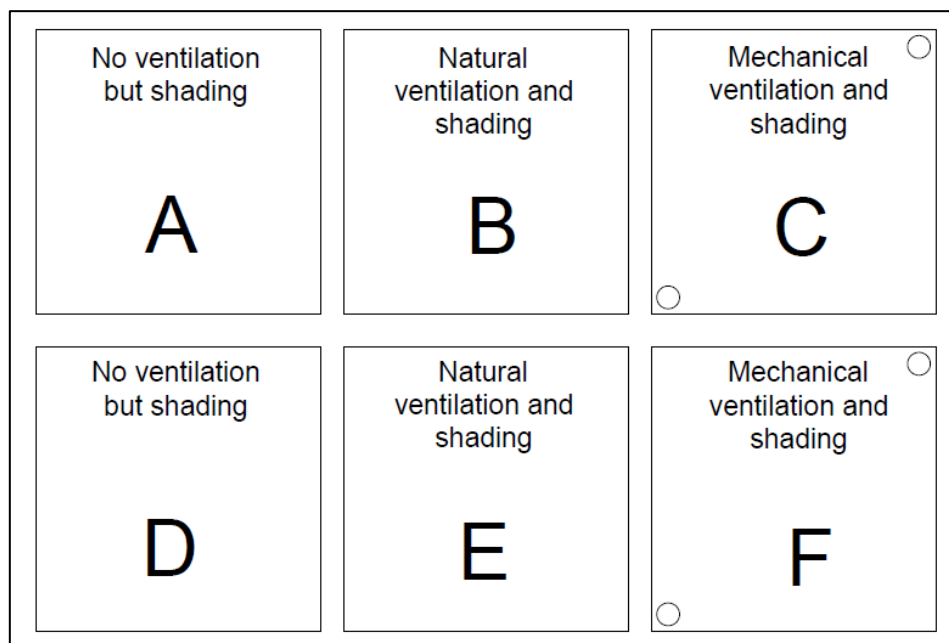 No ventilation
but shading
A
Natural
ventilation and
shading
B
Mechanical
ventilation and
shading
C
No ventilation
but shading
D
Natural
ventilation and
shading
E
Mechanical
ventilation and
shading
F